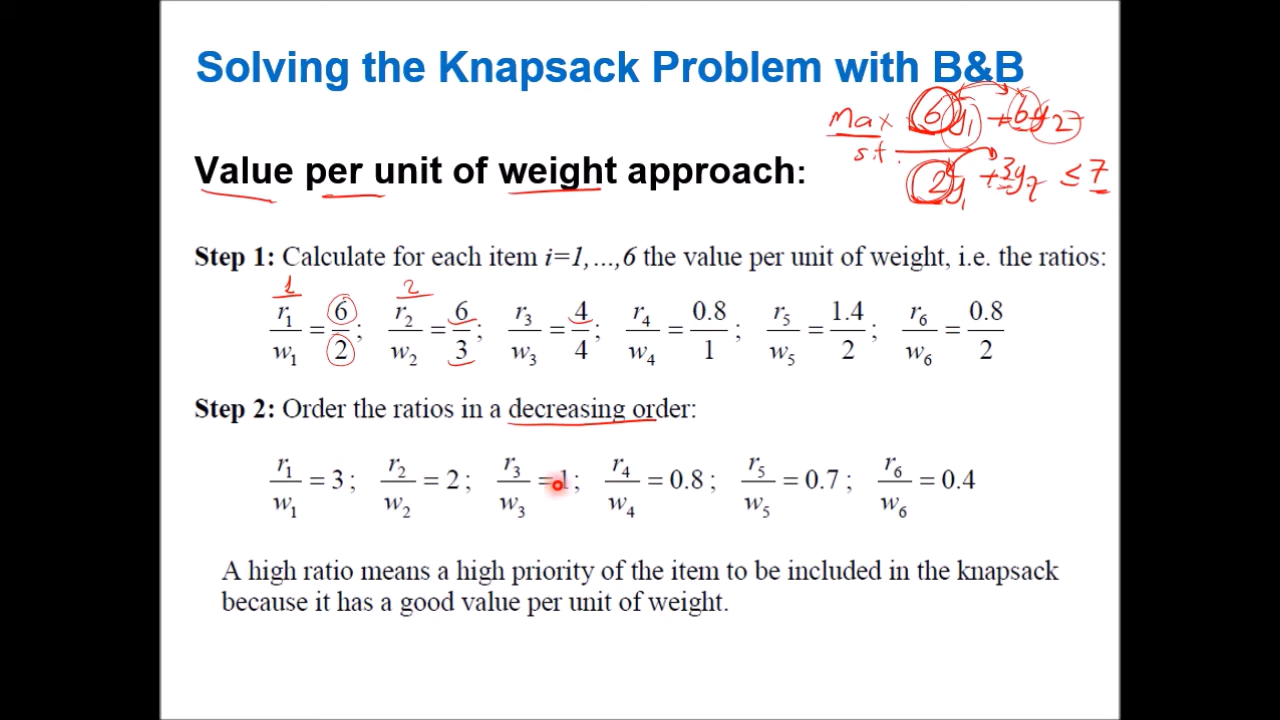 Solving the Knapsack Problem with B&B
Max 6y₁ + 6y₂
s.t. 2y₁ + 3y₂ ≤ 7
Value per unit of weight approach:
Step 1: Calculate for each item i=1,...,6 the value per unit of weight, i.e. the ratios:
1 2
r₁/w₁ = 6/2; r₂/w₂ = 6/3; r₃/w₃ = 4/4; r₄/w₄ = 0.8/1; r₅/w₅ = 1.4/2; r₆/w₆ = 0.8/2
Step 2: Order the ratios in a decreasing order:
r₁/w₁ = 3; r₂/w₂ = 2; r₃/w₃ = 1; r₄/w₄ = 0.8; r₅/w₅ = 0.7; r₆/w₆ = 0.4
A high ratio means a high priority of the item to be included in the knapsack
because it has a good value per unit of weight.